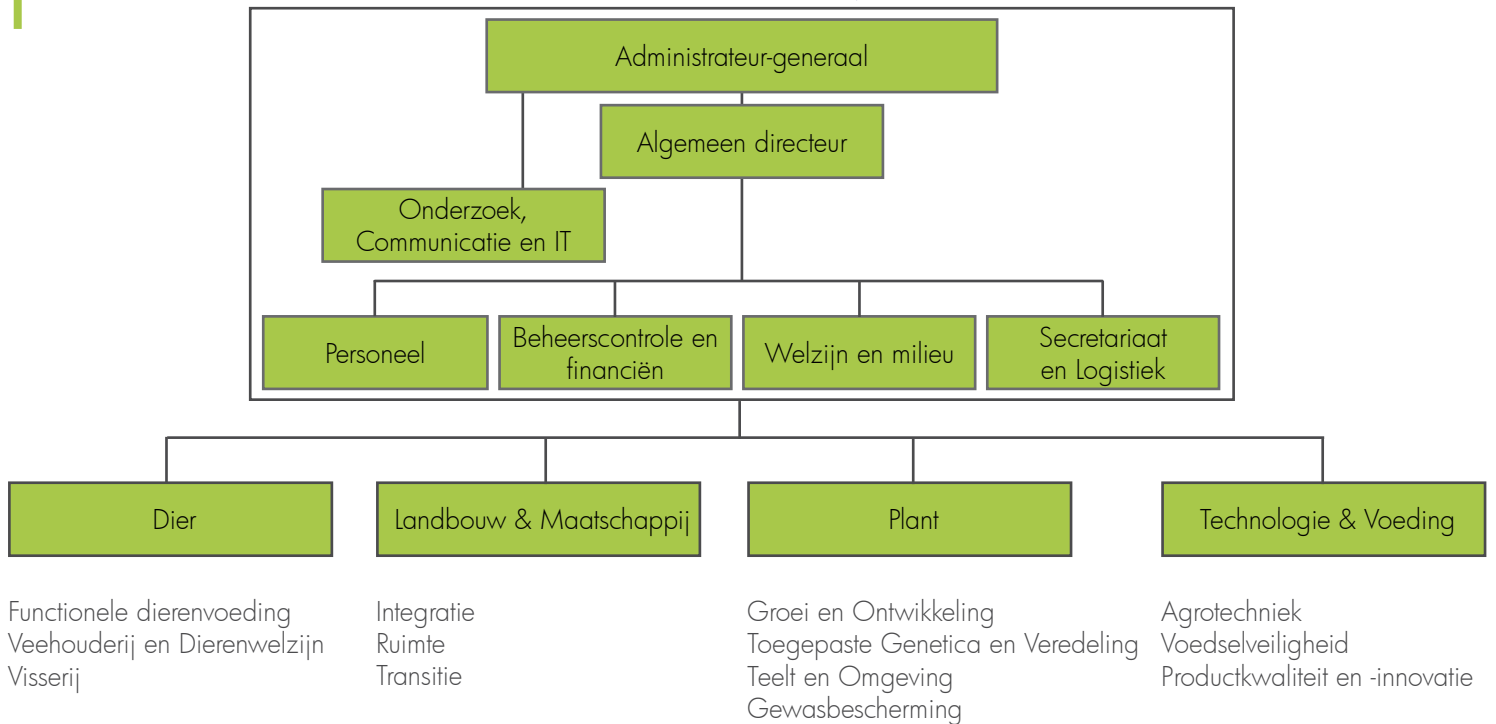 Administrateur-generaal
Algemeen directeur
Onderzoek,
Communicatie en IT
Personeel
Beheerscontrole en
financiën
Welzijn en milieu
Secretariaat
en Logistiek
Dier
Landbouw & Maatschappij
Plant
Technologie & Voeding
Functionele dierenvoeding
Veehouderij en Dierenwelzijn
Visserij
Integratie
Ruimte
Transitie
Groei en Ontwikkeling
Toegepaste Genetica en Veredeling
Teelt en Omgeving
Gewasbescherming
Agrotechniek
Voedselveiligheid
Productkwaliteit en -innovatie